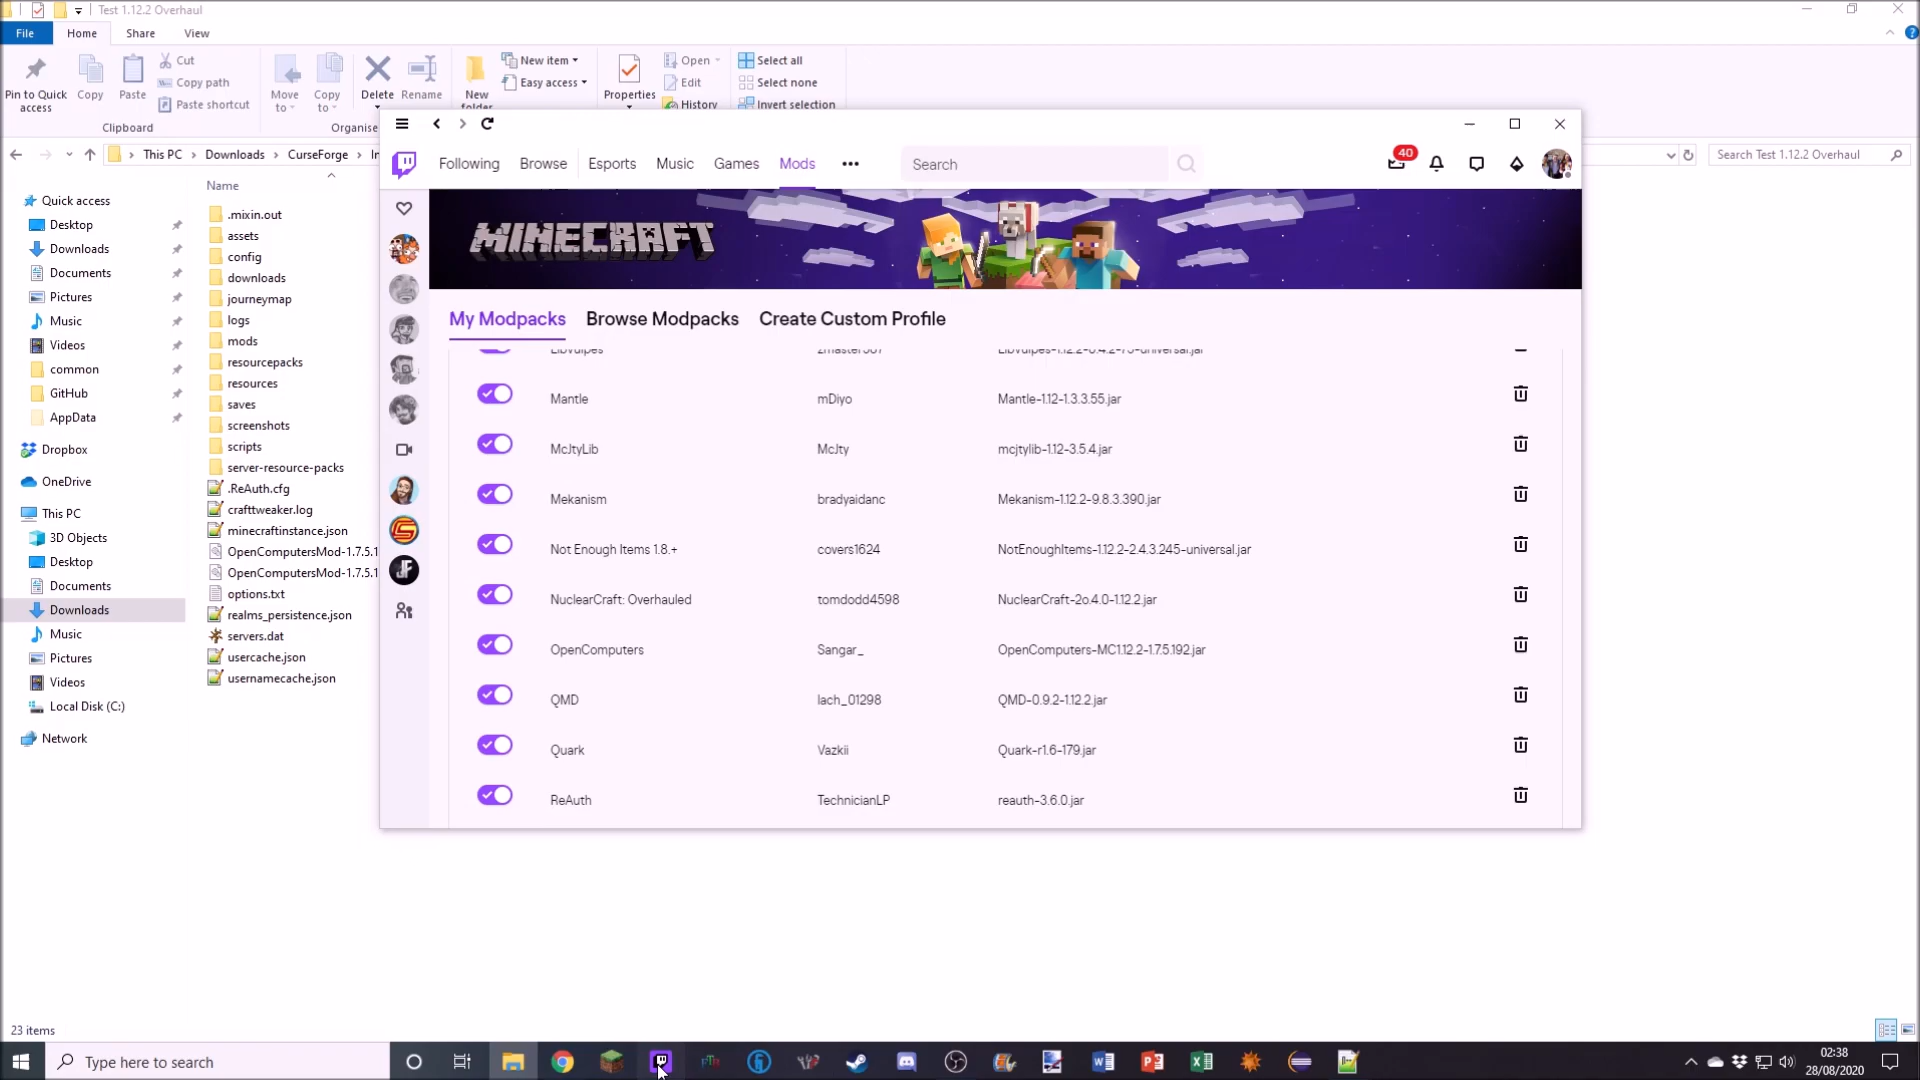 Test 1.12.2 Overhaul
File Home Share View
Pin to Quick access
Copy
Paste
Cut
Copy path
Paste shortcut
Clipboard
Move to
Copy to
Delete
Rename
Organise
New folder
New item
Easy access
Properties
Open
Edit
History
Select all
Select none
Invert selection
This PC > Downloads > CurseForge > In
Search Test 1.12.2 Overhaul
Quick access
Desktop
Downloads
Documents
Pictures
Music
Videos
common
GitHub
AppData
Dropbox
OneDrive
This PC
3D Objects
Desktop
Documents
Downloads
Music
Pictures
Videos
Local Disk (C:)
Network
Name
.mixin.out
assets
config
downloads
journeymap
logs
mods
resourcepacks
resources
saves
screenshots
scripts
server-resource-packs
.ReAuth.cfg
crafttweaker.log
minecraftinstance.json
OpenComputersMod-1.7.5.1
OpenComputersMod-1.7.5.1
options.txt
realms_persistence.json
servers.dat
usercache.json
usernamecache.json
Following Browse Esports Music Games Mods ••• Search 40
MINECRAFT
My Modpacks Browse Modpacks Create Custom Profile
Mantle mDiyo Mantle-1.12-1.3.3.55.jar
McJtyLib McJty mcjtylib-1.12-3.5.4.jar
Mekanism bradyaidanc Mekanism-1.12.2-9.8.3.390.jar
Not Enough Items 1.8.+ covers1624 NotEnoughItems-1.12.2-2.4.3.245-universal.jar
NuclearCraft: Overhauled tomdodd4598 NuclearCraft-2o.4.0-1.12.2.jar
OpenComputers Sangar_ OpenComputers-MC1.12.2-1.7.5.192.jar
QMD lach_01298 QMD-0.9.2-1.12.2.jar
Quark Vazkii Quark-r1.6-179.jar
ReAuth TechnicianLP reauth-3.6.0.jar
23 items
Type here to search
02:38
28/08/2020